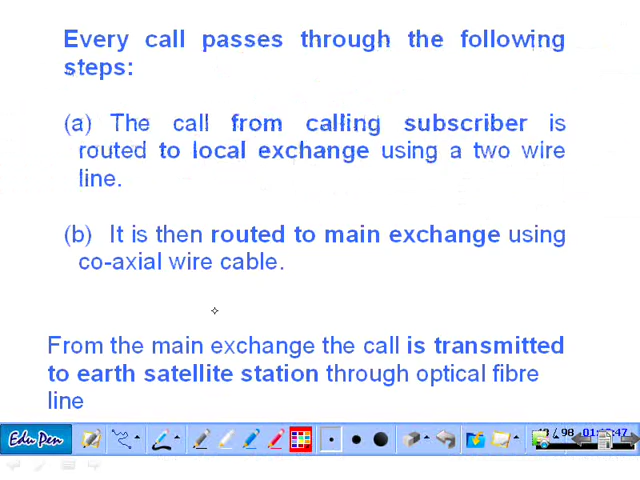 Every call passes through the following
steps:
(a) The call from calling subscriber is
routed to local exchange using a two wire
line.
(b) It is then routed to main exchange using
co-axial wire cable.
From the main exchange the call is transmitted
to earth satellite station through optical fibre
line
Edu Pen